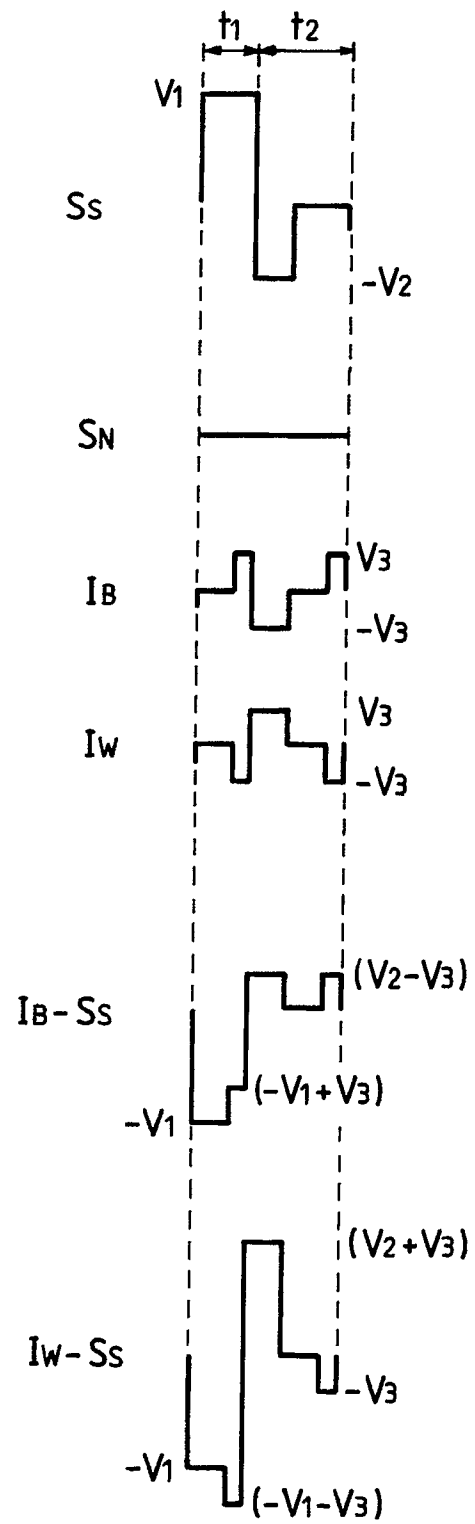 t1 t2
V1
Ss
-V2
SN
V3
IB
-V3
V3
IW
-V3
(V2-V3)
IB-Ss
(-V1+V3)
-V1
(V2+V3)
IW-Ss
-V3
-V1
(-V1-V3)